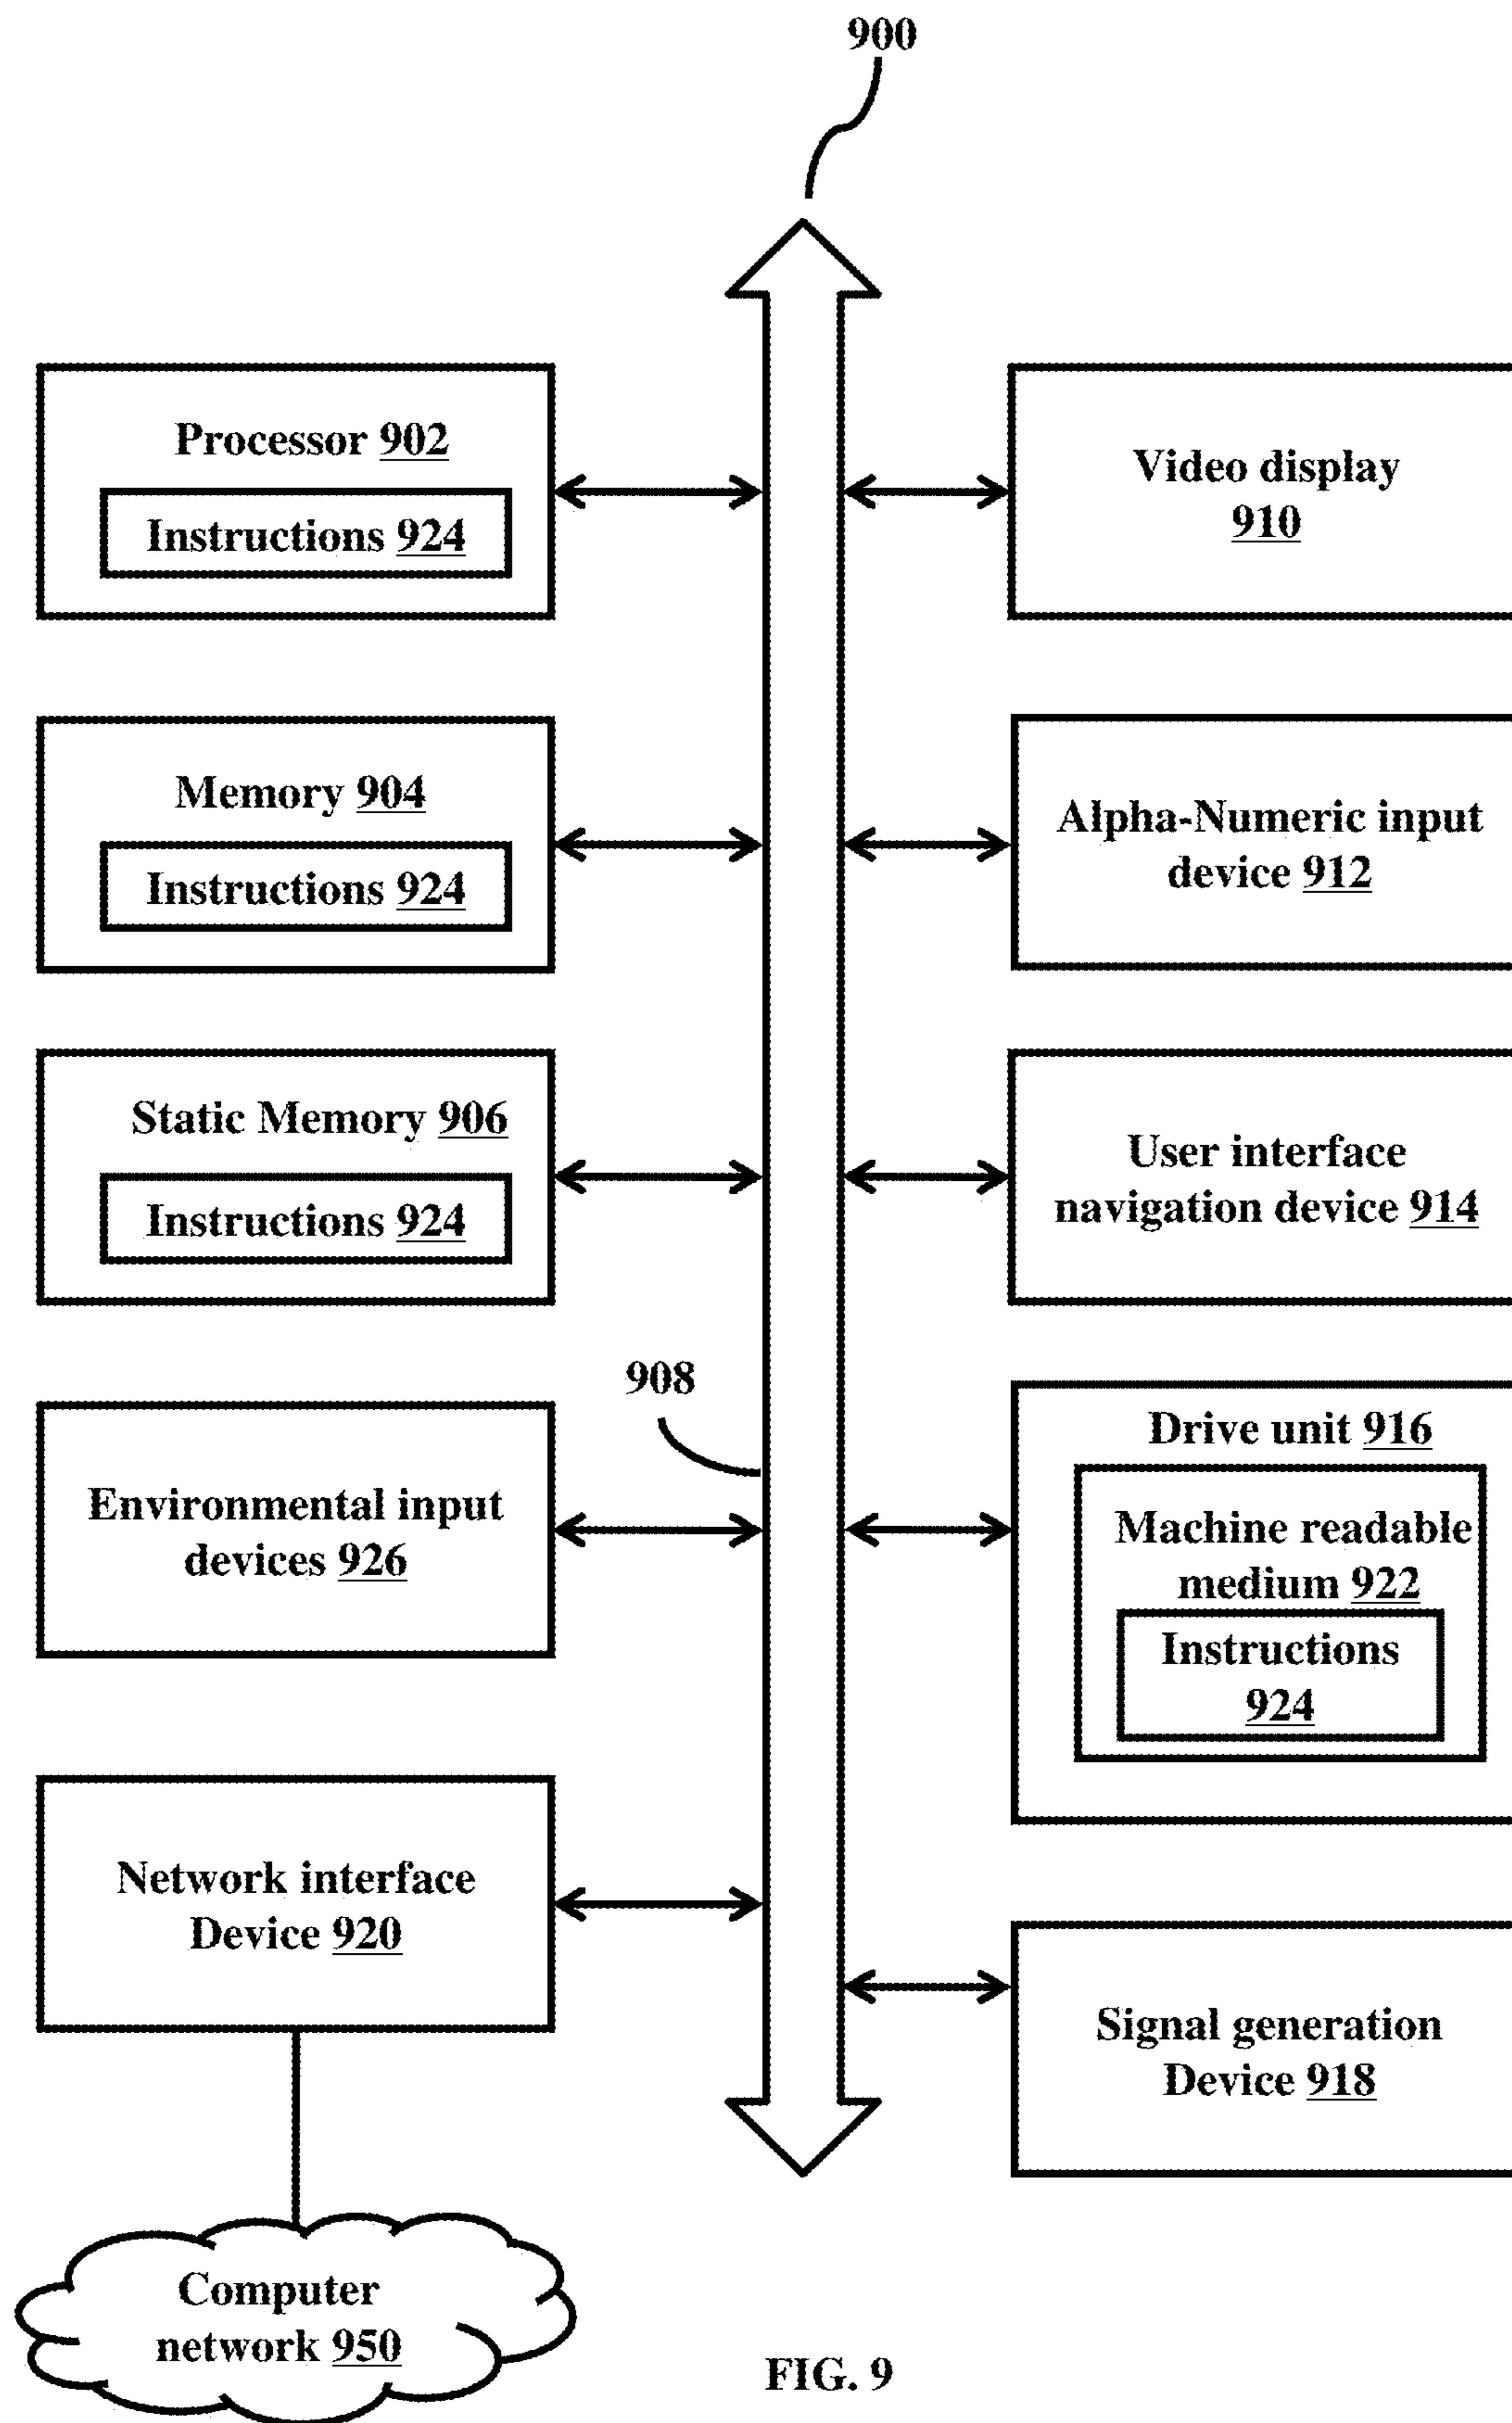 900
Processor 902
Instructions 924
Video display
910
Memory 904
Instructions 924
Alpha-Numeric input
device 912
Static Memory 906
Instructions 924
User interface
navigation device 914
908
Environmental input
devices 926
Drive unit 916
Machine readable
medium 922
Instructions
924
Network interface
Device 920
Signal generation
Device 918
Computer
network 950
FIG. 9